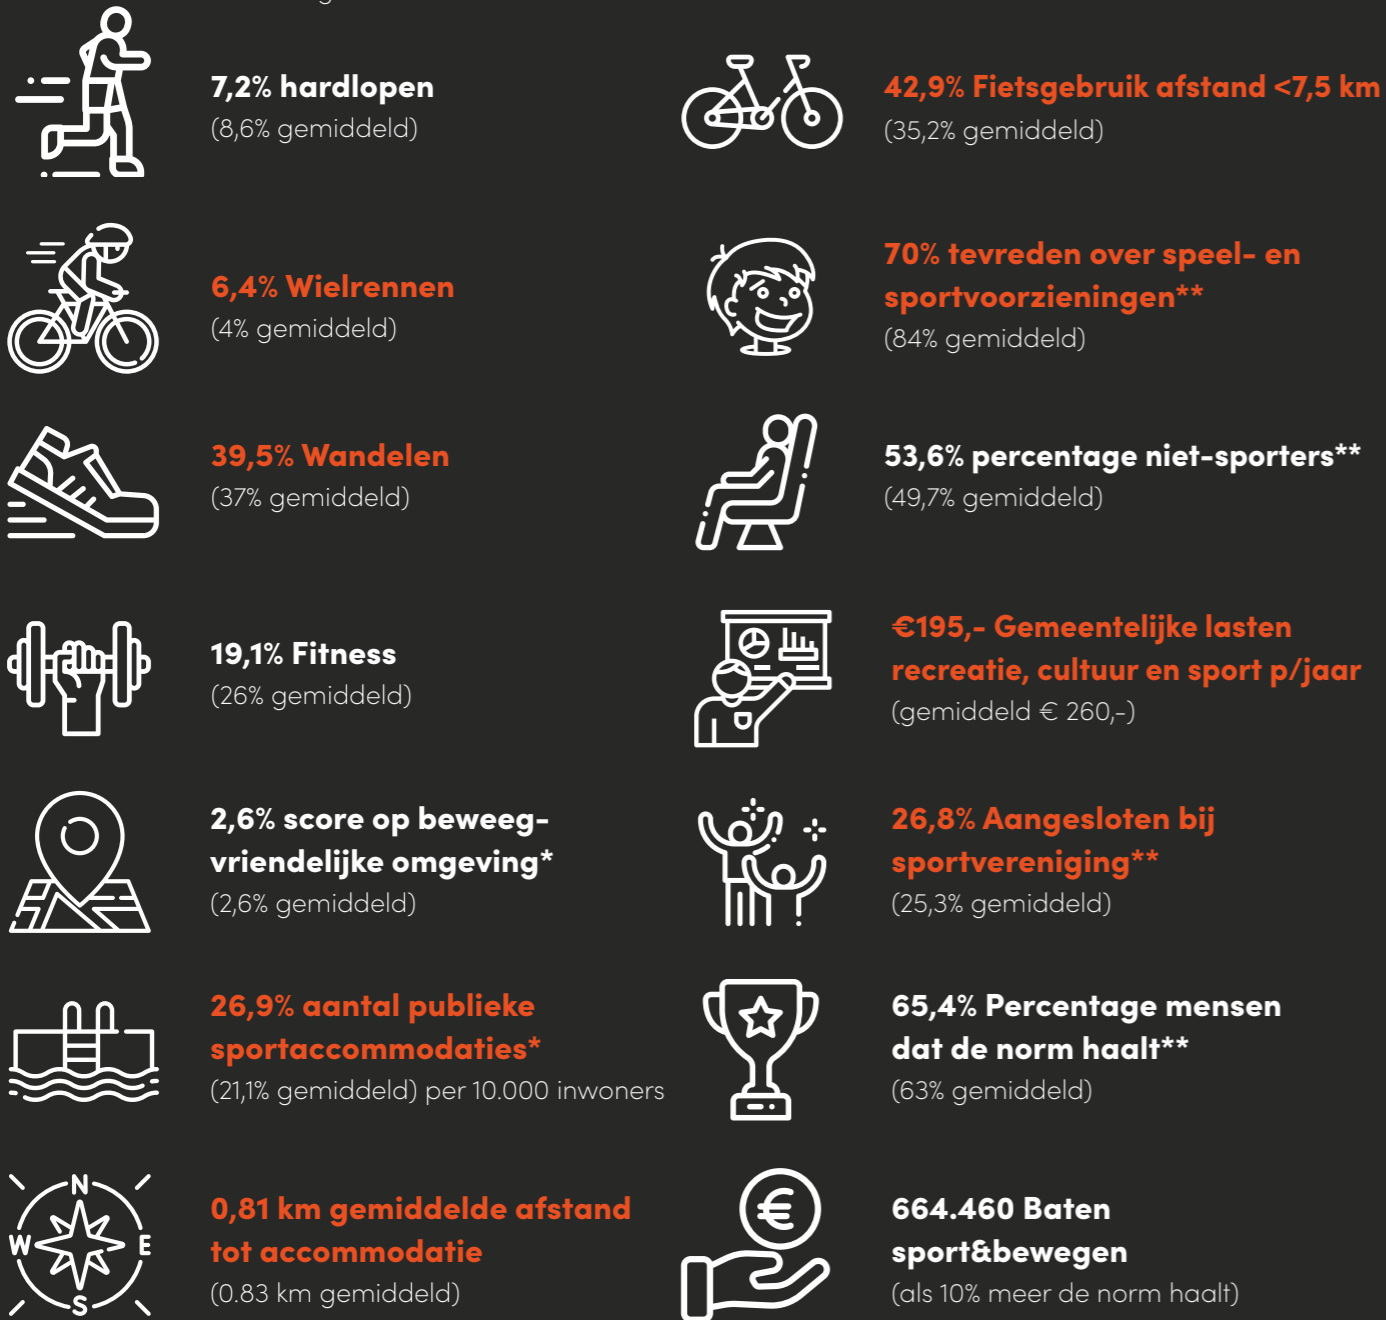 7,2% hardlopen
(8,6% gemiddeld)
6,4% Wielrennen
(4% gemiddeld)
39,5% Wandelen
(37% gemiddeld)
19,1% Fitness
(26% gemiddeld)
2,6% score op beweeg-
vriendelijke omgeving*
(2,6% gemiddeld)
26,9% aantal publieke
sportaccommodaties*
(21,1% gemiddeld) per 10.000 inwoners
N
W
E
S
0,81 km gemiddelde afstand
tot accommodatie
(0.83 km gemiddeld)
42,9% Fietsgebruik afstand <7,5 km
(35,2% gemiddeld)
70% tevreden over speel- en
sportvoorzieningen**
(84% gemiddeld)
53,6% percentage niet-sporters**
(49,7% gemiddeld)
€195,- Gemeentelijke lasten
recreatie, cultuur en sport p/jaar
(gemiddeld € 260,-)
26,8% Aangesloten bij
sportvereniging**
(25,3% gemiddeld)
65,4% Percentage mensen
dat de norm haalt**
(63% gemiddeld)
€
664.460 Baten
sport&bewegen
(als 10% meer de norm haalt)